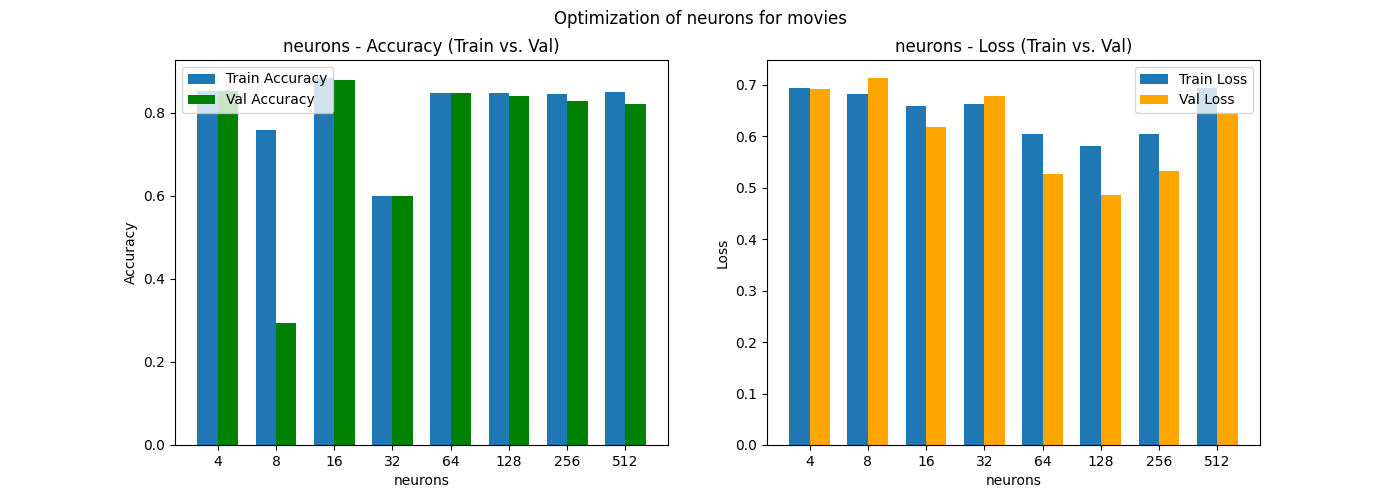 Optimization of neurons for movies
neurons - Accuracy (Train vs. Val)
Train Accuracy
Val Accuracy
0.8
0.6
0.4
0.2
0.0
Accuracy
4 8 16 32 64 128 256 512
neurons
neurons - Loss (Train vs. Val)
Train Loss
Val Loss
0.7
0.6
0.5
0.4
0.3
0.2
0.1
0.0
Loss
4 8 16 32 64 128 256 512
neurons